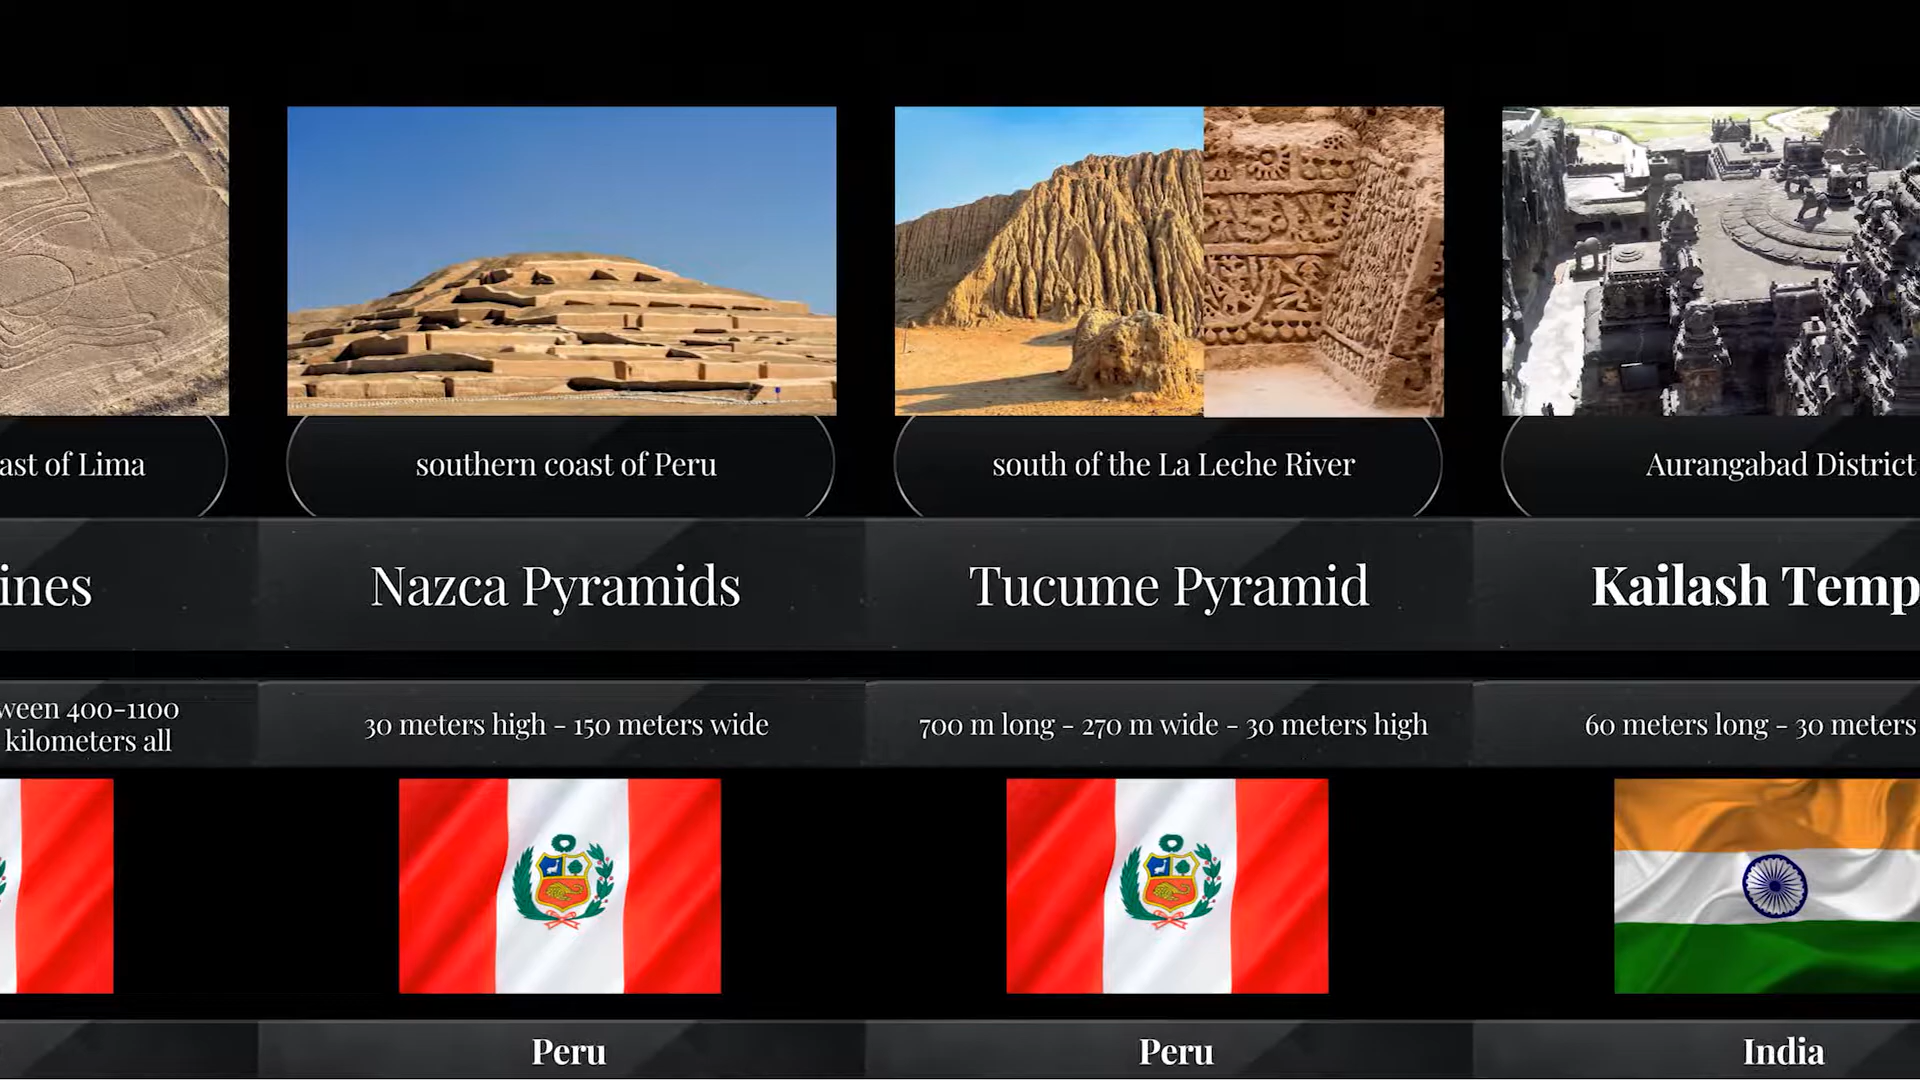 ast of Lima
southern coast of Peru
south of the La Leche River
Aurangabad District
ines
Nazca Pyramids
Tucume Pyramid
Kailash Temp
ween 400-1100
kilometers all
30 meters high - 150 meters wide
700 m long - 270 m wide - 30 meters high
60 meters long - 30 meters
Peru
Peru
India